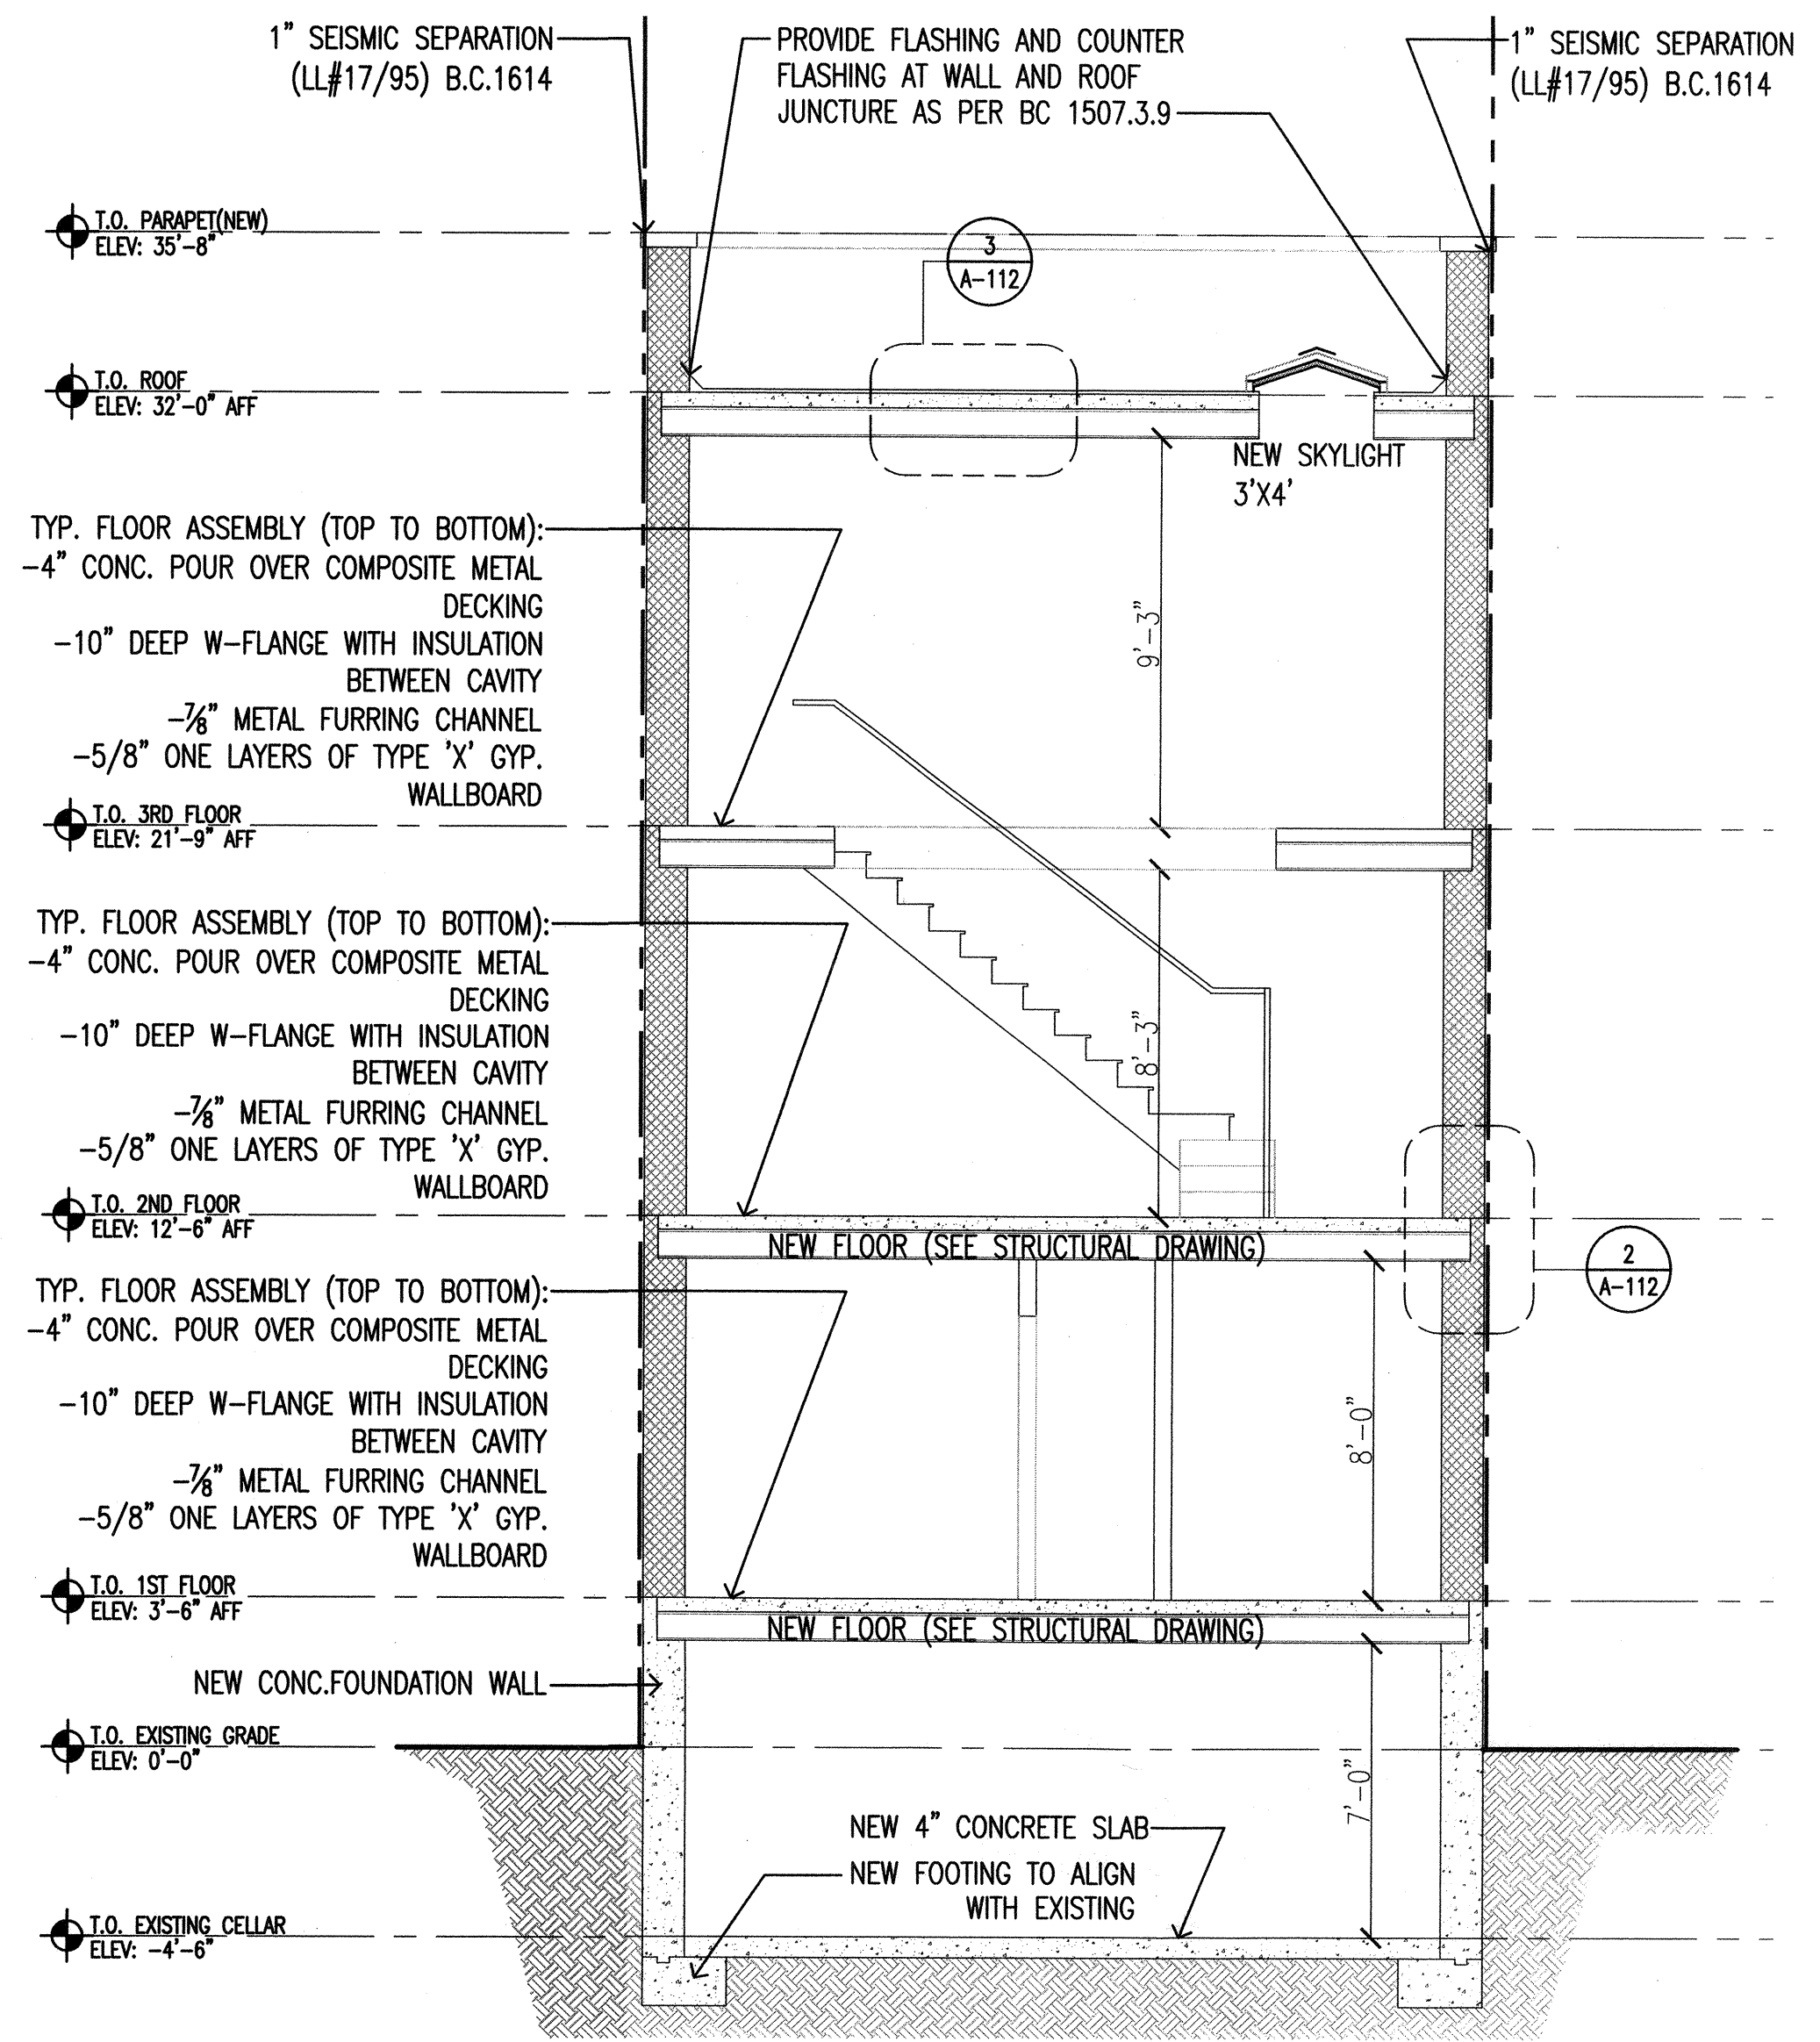 1" SEISMIC SEPARATION
(LL#17/95) B.C.1614
PROVIDE FLASHING AND COUNTER
FLASHING AT WALL AND ROOF
JUNCTURE AS PER BC 1507.3.9
1" SEISMIC SEPARATION
(LL#17/95) B.C.1614
T.O. PARAPET(NEW)
ELEV: 35'-8"
3
A-112
T.O. ROOF
ELEV: 32'-0" AFF
NEW SKYLIGHT
3'X4'
TYP. FLOOR ASSEMBLY (TOP TO BOTTOM):
-4" CONC. POUR OVER COMPOSITE METAL
DECKING
-10" DEEP W-FLANGE WITH INSULATION
BETWEEN CAVITY
-7/8" METAL FURRING CHANNEL
-5/8" ONE LAYERS OF TYPE 'X' GYP.
WALLBOARD
9'-3"
T.O. 3RD FLOOR
ELEV: 21'-9" AFF
TYP. FLOOR ASSEMBLY (TOP TO BOTTOM):
-4" CONC. POUR OVER COMPOSITE METAL
DECKING
-10" DEEP W-FLANGE WITH INSULATION
BETWEEN CAVITY
-7/8" METAL FURRING CHANNEL
-5/8" ONE LAYERS OF TYPE 'X' GYP.
WALLBOARD
8'-3"
T.O. 2ND FLOOR
ELEV: 12'-6" AFF
NEW FLOOR (SEE STRUCTURAL DRAWING)
2
A-112
TYP. FLOOR ASSEMBLY (TOP TO BOTTOM):
-4" CONC. POUR OVER COMPOSITE METAL
DECKING
-10" DEEP W-FLANGE WITH INSULATION
BETWEEN CAVITY
-7/8" METAL FURRING CHANNEL
-5/8" ONE LAYERS OF TYPE 'X' GYP.
WALLBOARD
8'-0"
T.O. 1ST FLOOR
ELEV: 3'-6" AFF
NEW FLOOR (SEE STRUCTURAL DRAWING)
NEW CONC.FOUNDATION WALL
T.O. EXISTING GRADE
ELEV: 0'-0"
7'-0"
NEW 4" CONCRETE SLAB
NEW FOOTING TO ALIGN
WITH EXISTING
T.O. EXISTING CELLAR
ELEV: -4'-6"